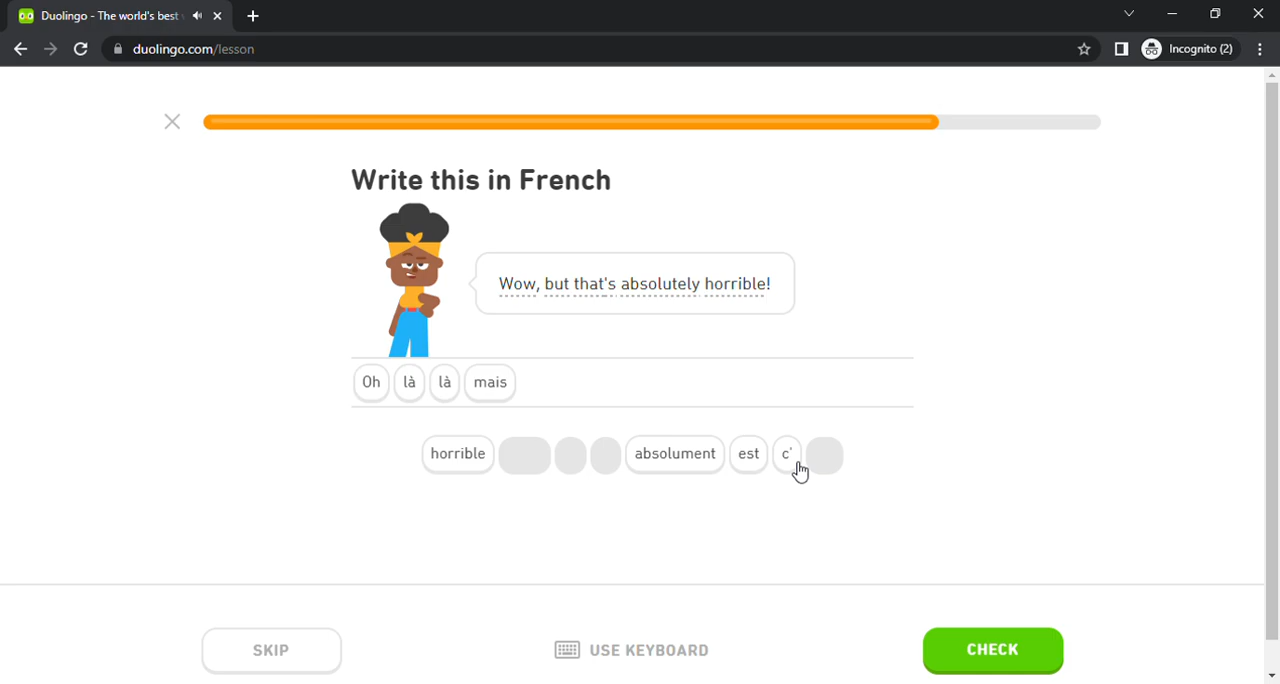 Duolingo - The world's best
duolingo.com/lesson
Incognito (2)
Write this in French
Wow, but that's absolutely horrible!
Oh là là mais
horrible absolument est c'
SKIP USE KEYBOARD CHECK